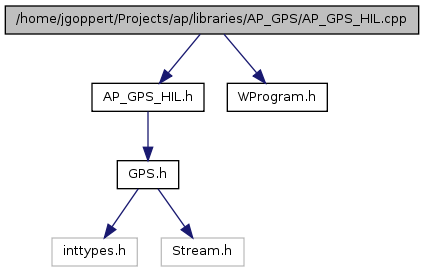 /home/jgoppert/Projects/ap/libraries/AP_GPS/AP_GPS_HIL.cpp
AP_GPS_HIL.h
WProgram.h
GPS.h
inttypes.h
Stream.h